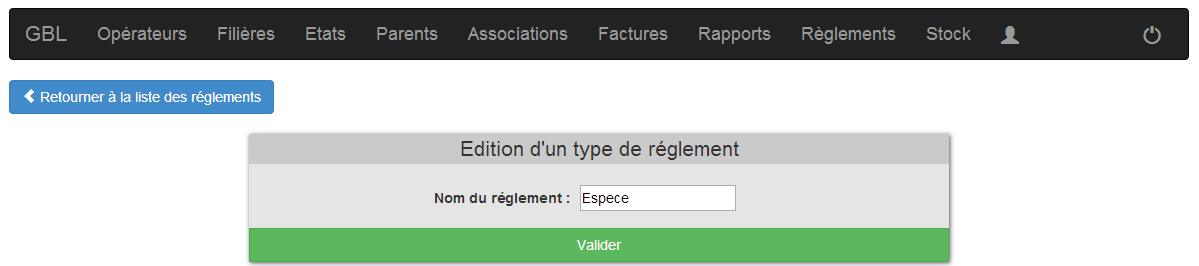 GBL Opérateurs Filières Etats Parents Associations Factures Rapports Règlements Stock
Retourner à la liste des réglements
Edition d'un type de réglement
Nom du réglement : Espece
Valider